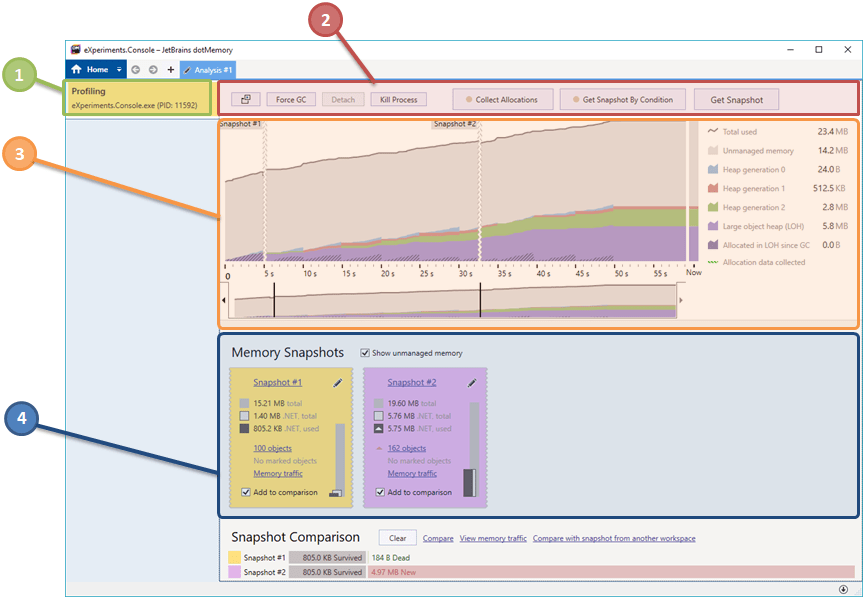 2
eXperiments.Console – JetBrains dotMemory
1
Home
Analysis #1
Profiling
eXperiments.Console.exe (PID: 11592)
Force GC
Detach
Kill Process
Collect Allocations
Get Snapshot By Condition
Get Snapshot
3
Snapshot #1
Snapshot #2
Total used 23.4 MB
Unmanaged memory 14.2 MB
Heap generation 0 24.0 B
Heap generation 1 512.5 KB
Heap generation 2 2.8 MB
Large object heap (LOH) 5.8 MB
Allocated in LOH since GC 0.0 B
Allocation data collected
0 5 s 10 s 15 s 20 s 25 s 30 s 35 s 40 s 45 s 50 s 55 s Now
4
Memory Snapshots
Show unmanaged memory
Snapshot #1
15.21 MB total
1.40 MB .NET, total
805.2 KB .NET, used
100 objects
No marked objects
Memory traffic
Add to comparison
Snapshot #2
19.60 MB total
5.76 MB .NET, total
5.75 MB .NET, used
162 objects
No marked objects
Memory traffic
Add to comparison
Snapshot Comparison
Clear
Compare
View memory traffic
Compare with snapshot from another workspace
Snapshot #1 805.0 KB Survived 184 B Dead
Snapshot #2 805.0 KB Survived 4.97 MB New